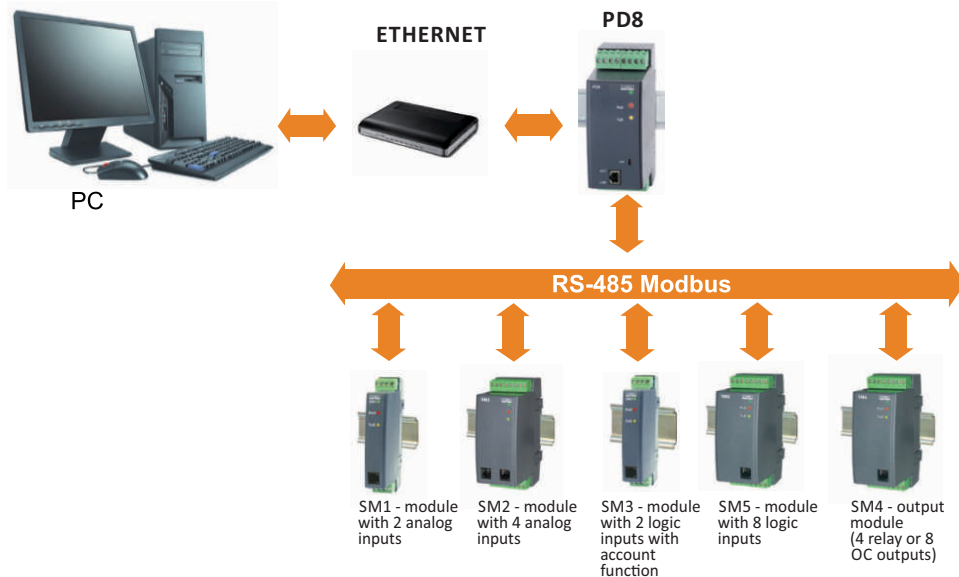 PD8
ETHERNET
PC
RS-485 Modbus
SM1 - module
with 2 analog
inputs
SM2 - module
with 4 analog
inputs
SM3 - module
with 2 logic
inputs with
account
function
SM5 - module
with 8 logic
inputs
SM4 - output
module
(4 relay or 8
OC outputs)